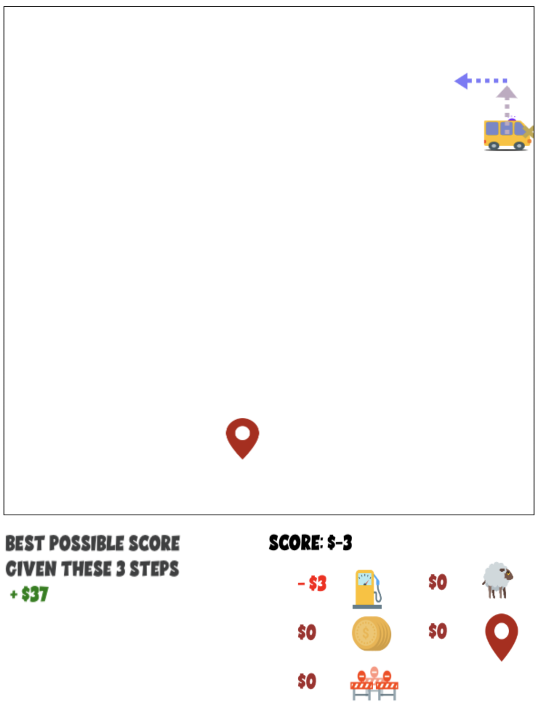 BEST POSSIBLE SCORE
GIVEN THESE 3 STEPS
+ $37
SCORE: $-3
- $3
$0
$0
$0
$0